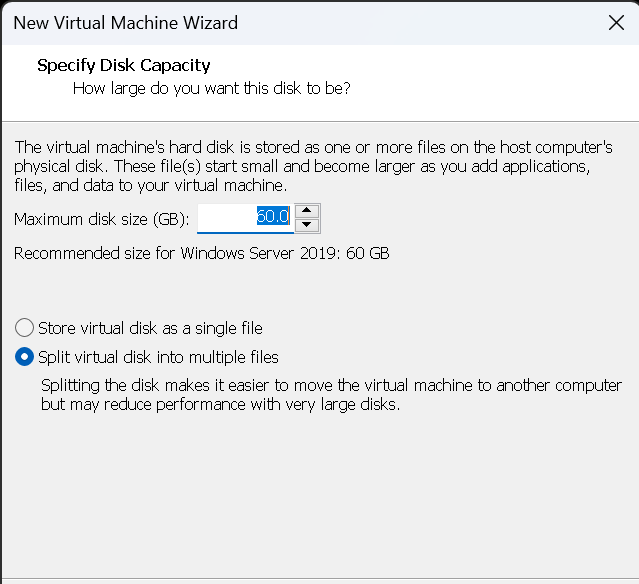 New Virtual Machine Wizard
Specify Disk Capacity
How large do you want this disk to be?
The virtual machine's hard disk is stored as one or more files on the host computer's
physical disk. These file(s) start small and become larger as you add applications,
files, and data to your virtual machine.
Maximum disk size (GB): 60.0
Recommended size for Windows Server 2019: 60 GB
Store virtual disk as a single file
Split virtual disk into multiple files
Splitting the disk makes it easier to move the virtual machine to another computer
but may reduce performance with very large disks.